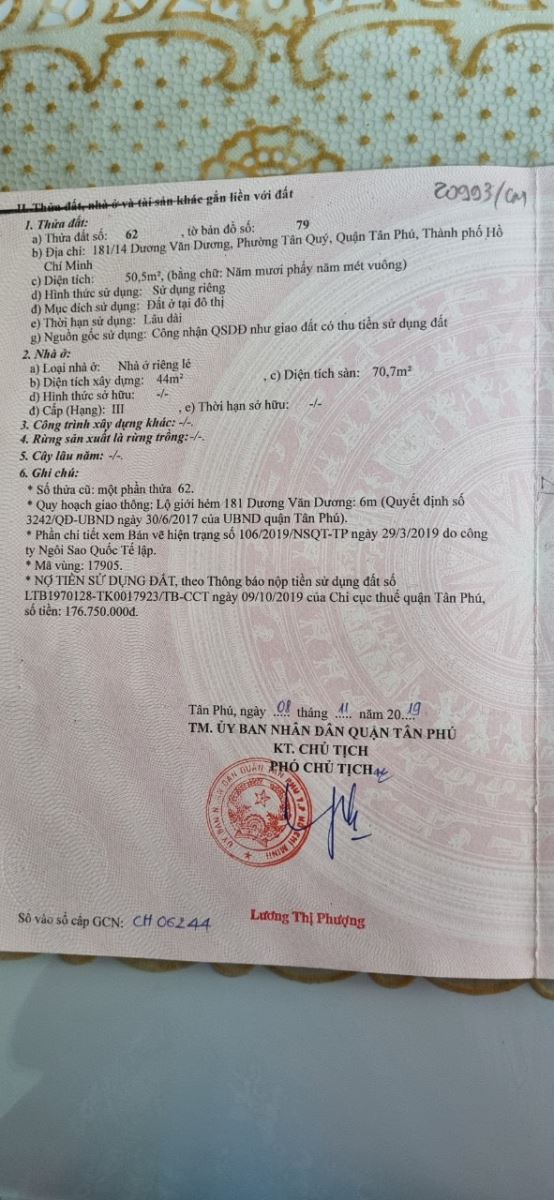 20993/CM
II. Thửa đất, nhà ở và tài sản khác gắn liền với đất
1. Thửa đất:
a) Thửa đất số: 62 , tờ bản đồ số: 79
b) Địa chỉ: 181/14 Dương Văn Dương, Phường Tân Quý, Quận Tân Phú, Thành phố Hồ
Chí Minh
c) Diện tích: 50,5m², (bằng chữ: Năm mươi phẩy năm mét vuông)
d) Hình thức sử dụng: Sử dụng riêng
đ) Mục đích sử dụng: Đất ở tại đô thị
e) Thời hạn sử dụng: Lâu dài
g) Nguồn gốc sử dụng: Công nhận QSDĐ như giao đất có thu tiền sử dụng đất
2. Nhà ở:
a) Loại nhà ở: Nhà ở riêng lẻ
b) Diện tích xây dựng: 44m² , c) Diện tích sàn: 70,7m²
d) Hình thức sở hữu: -/-
đ) Cấp (Hạng): III , e) Thời hạn sở hữu: -/-
3. Công trình xây dựng khác: -/-.
4. Rừng sản xuất là rừng trồng:-/-.
5. Cây lâu năm: -/-.
6. Ghi chú:
* Số thửa cũ: một phần thửa 62.
* Quy hoạch giao thông: Lộ giới hẻm 181 Dương Văn Dương: 6m (Quyết định số
3242/QĐ-UBND ngày 30/6/2017 của UBND quận Tân Phú).
* Phần chi tiết xem Bản vẽ hiện trạng số 106/2019/NSQT-TP ngày 29/3/2019 do công
ty Ngôi Sao Quốc Tế lập.
* Mã vùng: 17905.
* NỢ TIỀN SỬ DỤNG ĐẤT, theo Thông báo nộp tiền sử dụng đất số
LTB1970128-TK0017923/TB-CCT ngày 09/10/2019 của Chi cục thuế quận Tân Phú,
số tiền: 176.750.000đ.
Tân Phú, ngày 08 tháng 11 năm 2019
TM. ỦY BAN NHÂN DÂN QUẬN TÂN PHÚ
KT. CHỦ TỊCH
PHÓ CHỦ TỊCH
ỦY BAN NHÂN DÂN QUẬN TÂN PHÚ T.P HỒ CHÍ MINH
Lương Thị Phượng
Số vào sổ cấp GCN: CH 06244